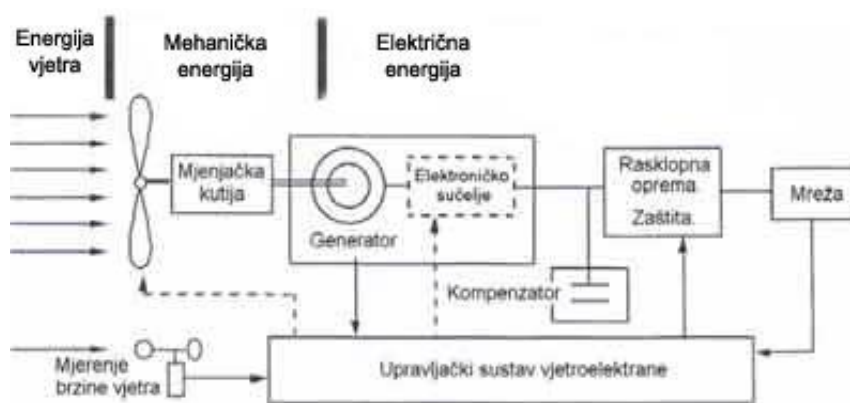 Energija
vjetra
Mehanička
energija
Električna
energija
Mjenjačka
kutija
Elektroničko
sučelje
Generator
Rasklopna
oprema
Zaštita
Mreža
Kompenzator
Mjerenje
brzine vjetra
Upravljački sustav vjetroelektrane